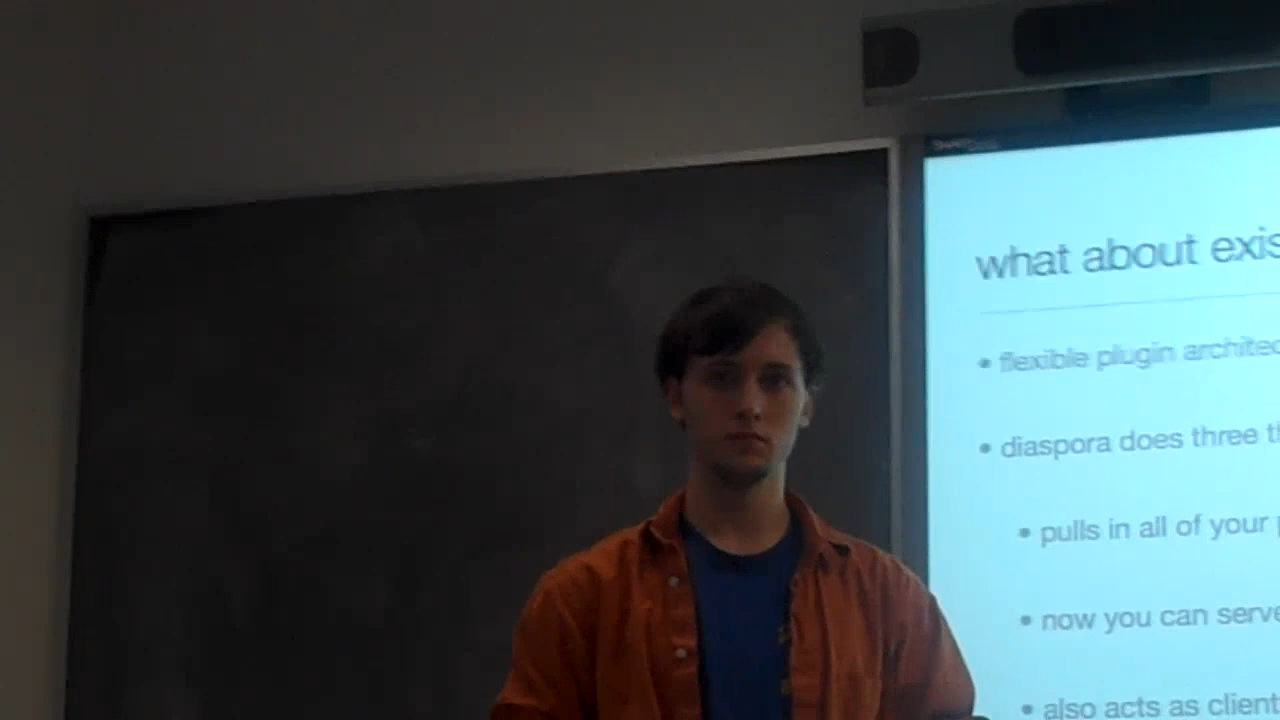 what about exis
• flexible plugin architec
• diaspora does three th
• pulls in all of your
• now you can serve
• also acts as client